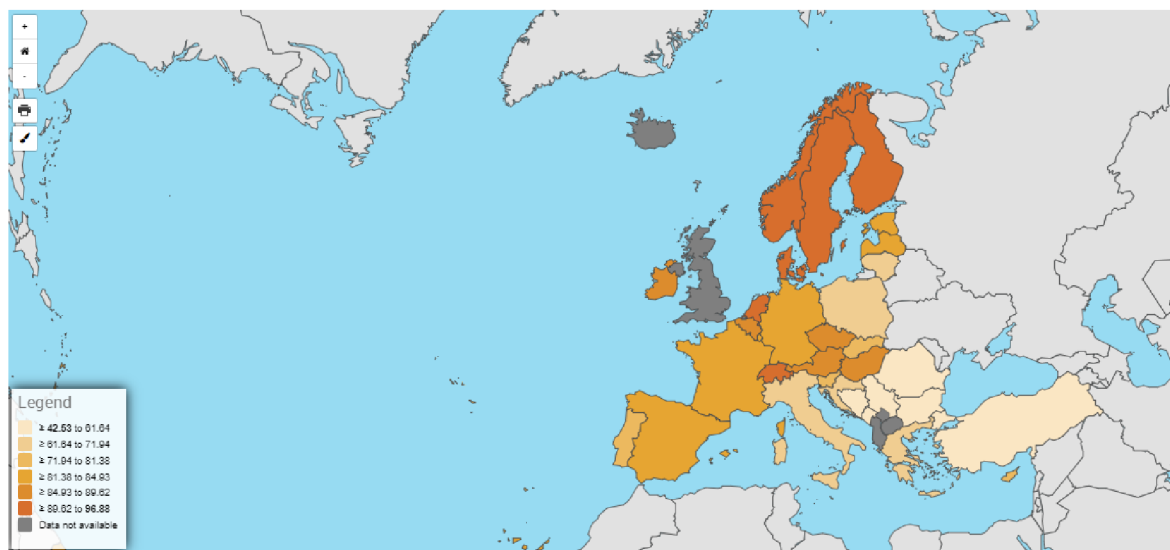 +
-
Legend
≥ 42.53 to 61.64
≥ 61.64 to 71.94
≥ 71.94 to 81.38
≥ 81.38 to 84.93
≥ 84.93 to 89.62
≥ 89.62 to 96.88
Data not available